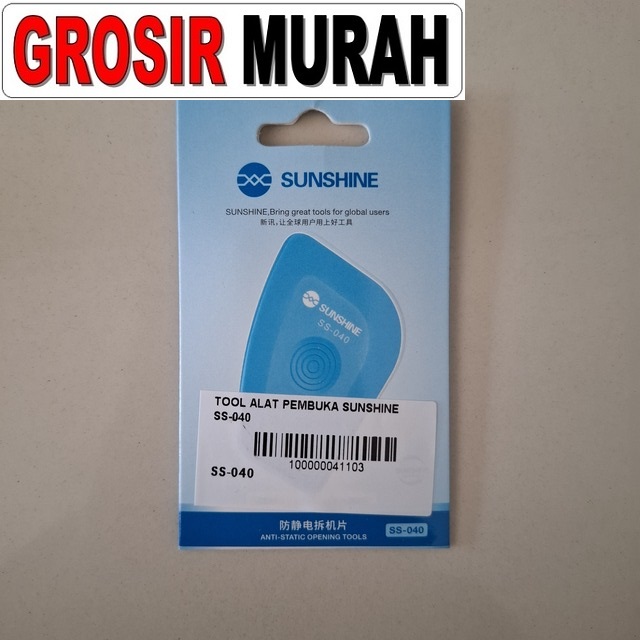 GROSIR MURAH
SUNSHINE
SUNSHINE,Bring great tools for global users
新讯,让全球用户用上好工具
SUNSHINE
SS-040
TOOL ALAT PEMBUKA SUNSHINE
SS-040
100000041103
SS-040
防静电拆机片
ANTI-STATIC OPENING TOOLS
SS-040